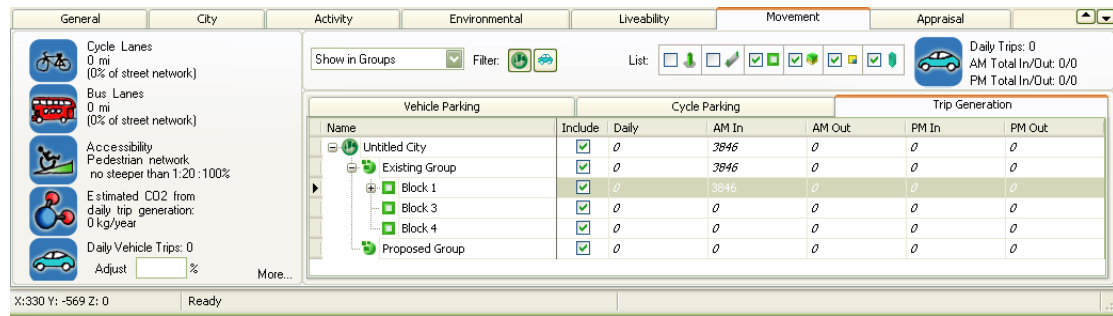 General City Activity Environmental Liveability Movement Appraisal
Cycle Lanes
0 mi
(0% of street network)
Bus Lanes
0 mi
(0% of street network)
Accessibility
Pedestrian network
no steeper than 1:20 : 100%
Estimated CO2 from
daily trip generation:
0 kg/year
Daily Vehicle Trips: 0
Adjust %
More...
Show in Groups Filter: List:
Daily Trips: 0
AM Total In/Out: 0/0
PM Total In/Out: 0/0
Vehicle Parking Cycle Parking Trip Generation
Name Include Daily AM In AM Out PM In PM Out
Untitled City 0 3846 0 0 0
Existing Group 0 3846 0 0 0
Block 1 0 3846 0 0 0
Block 3 0 0 0 0 0
Block 4 0 0 0 0 0
Proposed Group 0 0 0 0 0
X:330 Y: -569 Z: 0 Ready